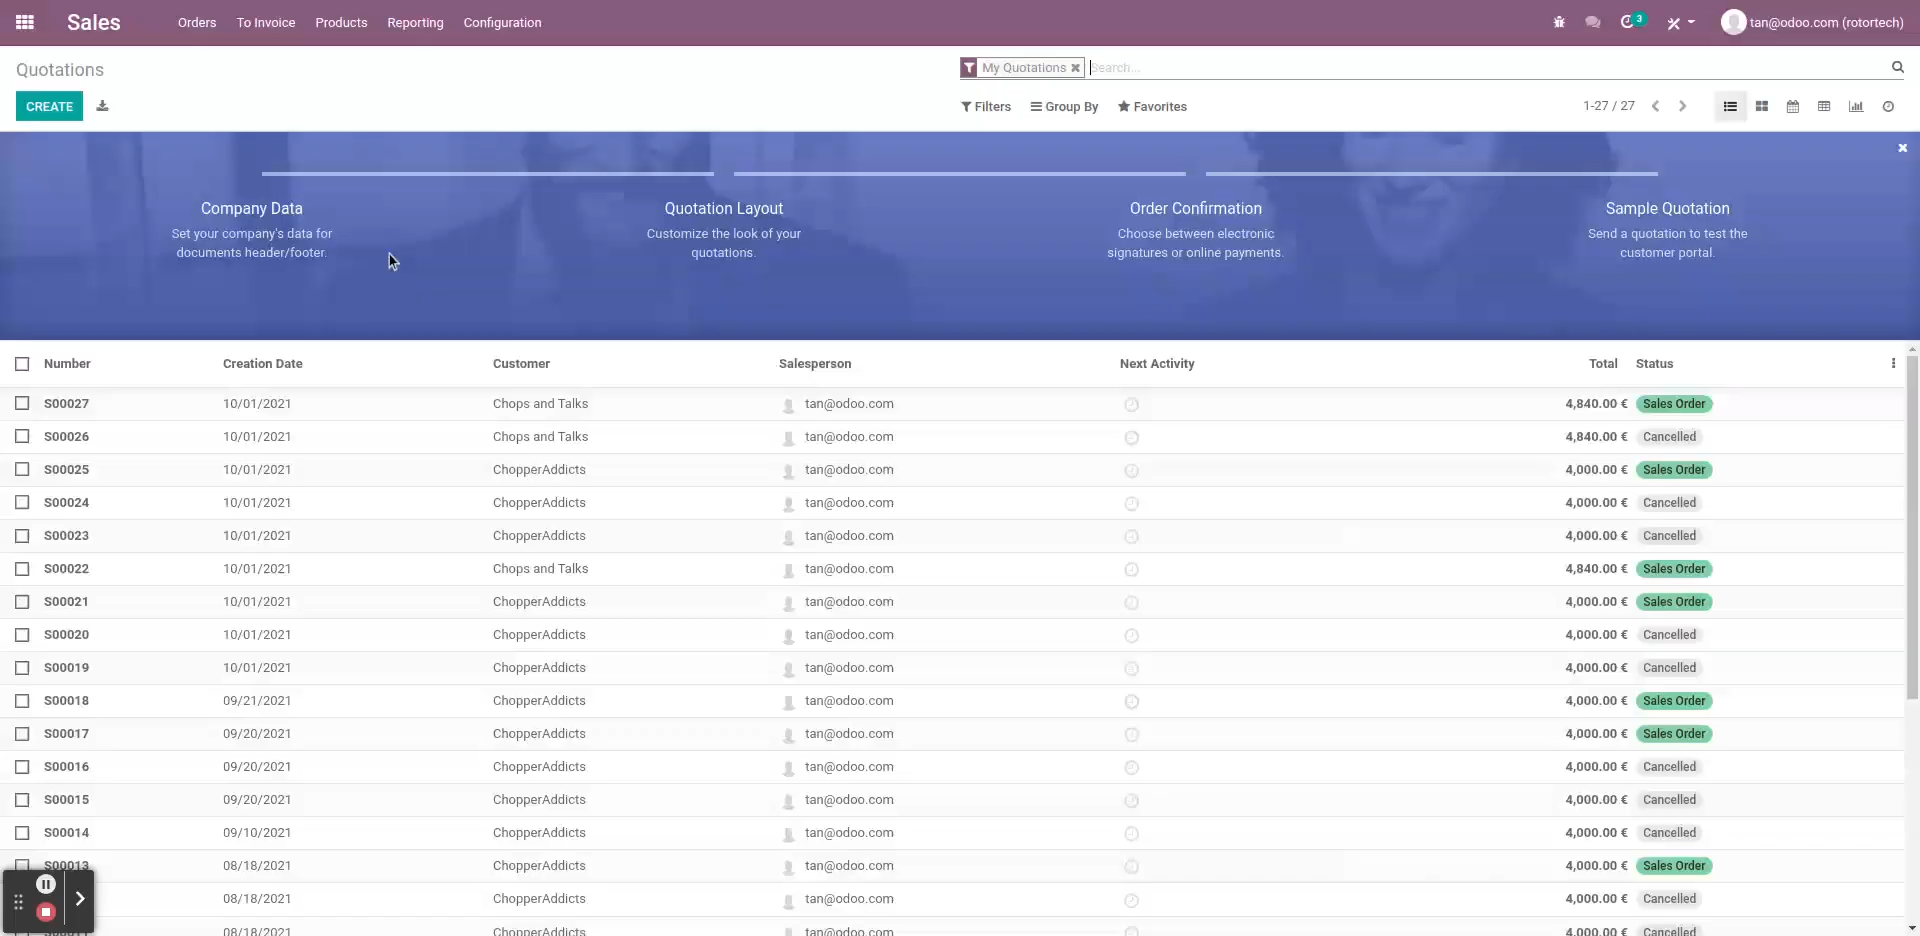 Sales Orders To Invoice Products Reporting Configuration 3 tan@odoo.com (rotortech)
Quotations My Quotations Search...
CREATE Filters Group By Favorites 1-27 / 27
Company Data
Set your company's data for
documents header/footer.
Quotation Layout
Customize the look of your
quotations.
Order Confirmation
Choose between electronic
signatures or online payments.
Sample Quotation
Send a quotation to test the
customer portal.
Number Creation Date Customer Salesperson Next Activity Total Status
S00027 10/01/2021 Chops and Talks tan@odoo.com 4,840.00 € Sales Order
S00026 10/01/2021 Chops and Talks tan@odoo.com 4,840.00 € Cancelled
S00025 10/01/2021 ChopperAddicts tan@odoo.com 4,000.00 € Sales Order
S00024 10/01/2021 ChopperAddicts tan@odoo.com 4,000.00 € Cancelled
S00023 10/01/2021 ChopperAddicts tan@odoo.com 4,000.00 € Cancelled
S00022 10/01/2021 Chops and Talks tan@odoo.com 4,840.00 € Sales Order
S00021 10/01/2021 ChopperAddicts tan@odoo.com 4,000.00 € Sales Order
S00020 10/01/2021 ChopperAddicts tan@odoo.com 4,000.00 € Cancelled
S00019 10/01/2021 ChopperAddicts tan@odoo.com 4,000.00 € Cancelled
S00018 09/21/2021 ChopperAddicts tan@odoo.com 4,000.00 € Sales Order
S00017 09/20/2021 ChopperAddicts tan@odoo.com 4,000.00 € Sales Order
S00016 09/20/2021 ChopperAddicts tan@odoo.com 4,000.00 € Cancelled
S00015 09/20/2021 ChopperAddicts tan@odoo.com 4,000.00 € Cancelled
S00014 09/10/2021 ChopperAddicts tan@odoo.com 4,000.00 € Cancelled
S00013 08/18/2021 ChopperAddicts tan@odoo.com 4,000.00 € Sales Order
08/18/2021 ChopperAddicts tan@odoo.com 4,000.00 € Cancelled
08/18/2021 ChopperAddicts tan@odoo.com 4,000.00 € Cancelled